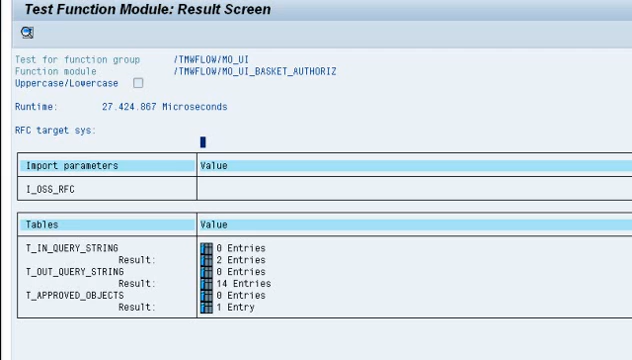 Test Function Module: Result Screen
Test for function group /TMWFLOW/MO_UI
Function module /TMWFLOW/MO_UI_BASKET_AUTHORIZ
Uppercase/Lowercase
Runtime: 27.424.867 Microseconds
RFC target sys:
Import parameters Value
I_OSS_RFC
Tables Value
T_IN_QUERY_STRING 0 Entries
Result: 2 Entries
T_OUT_QUERY_STRING 0 Entries
Result: 14 Entries
T_APPROVED_OBJECTS 0 Entries
Result: 1 Entry